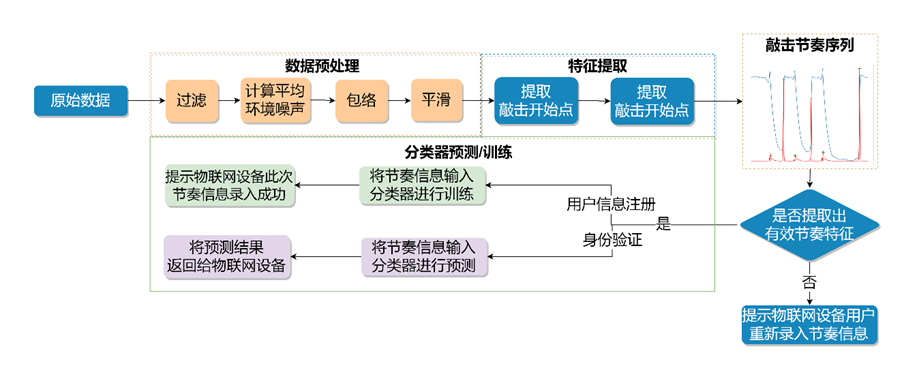 敲击节奏序列
数据预处理
特征提取
原始数据
过滤
计算平均
环境噪声
包络
平滑
提取
敲击开始点
提取
敲击开始点
分类器预测/训练
提示物联网设备此次
节奏信息录入成功
将节奏信息输入
分类器进行训练
用户信息注册
是
身份验证
是否提取出
有效节奏特征
将预测结果
返回给物联网设备
将节奏信息输入
分类器进行预测
否
提示物联网设备用户
重新录入节奏信息